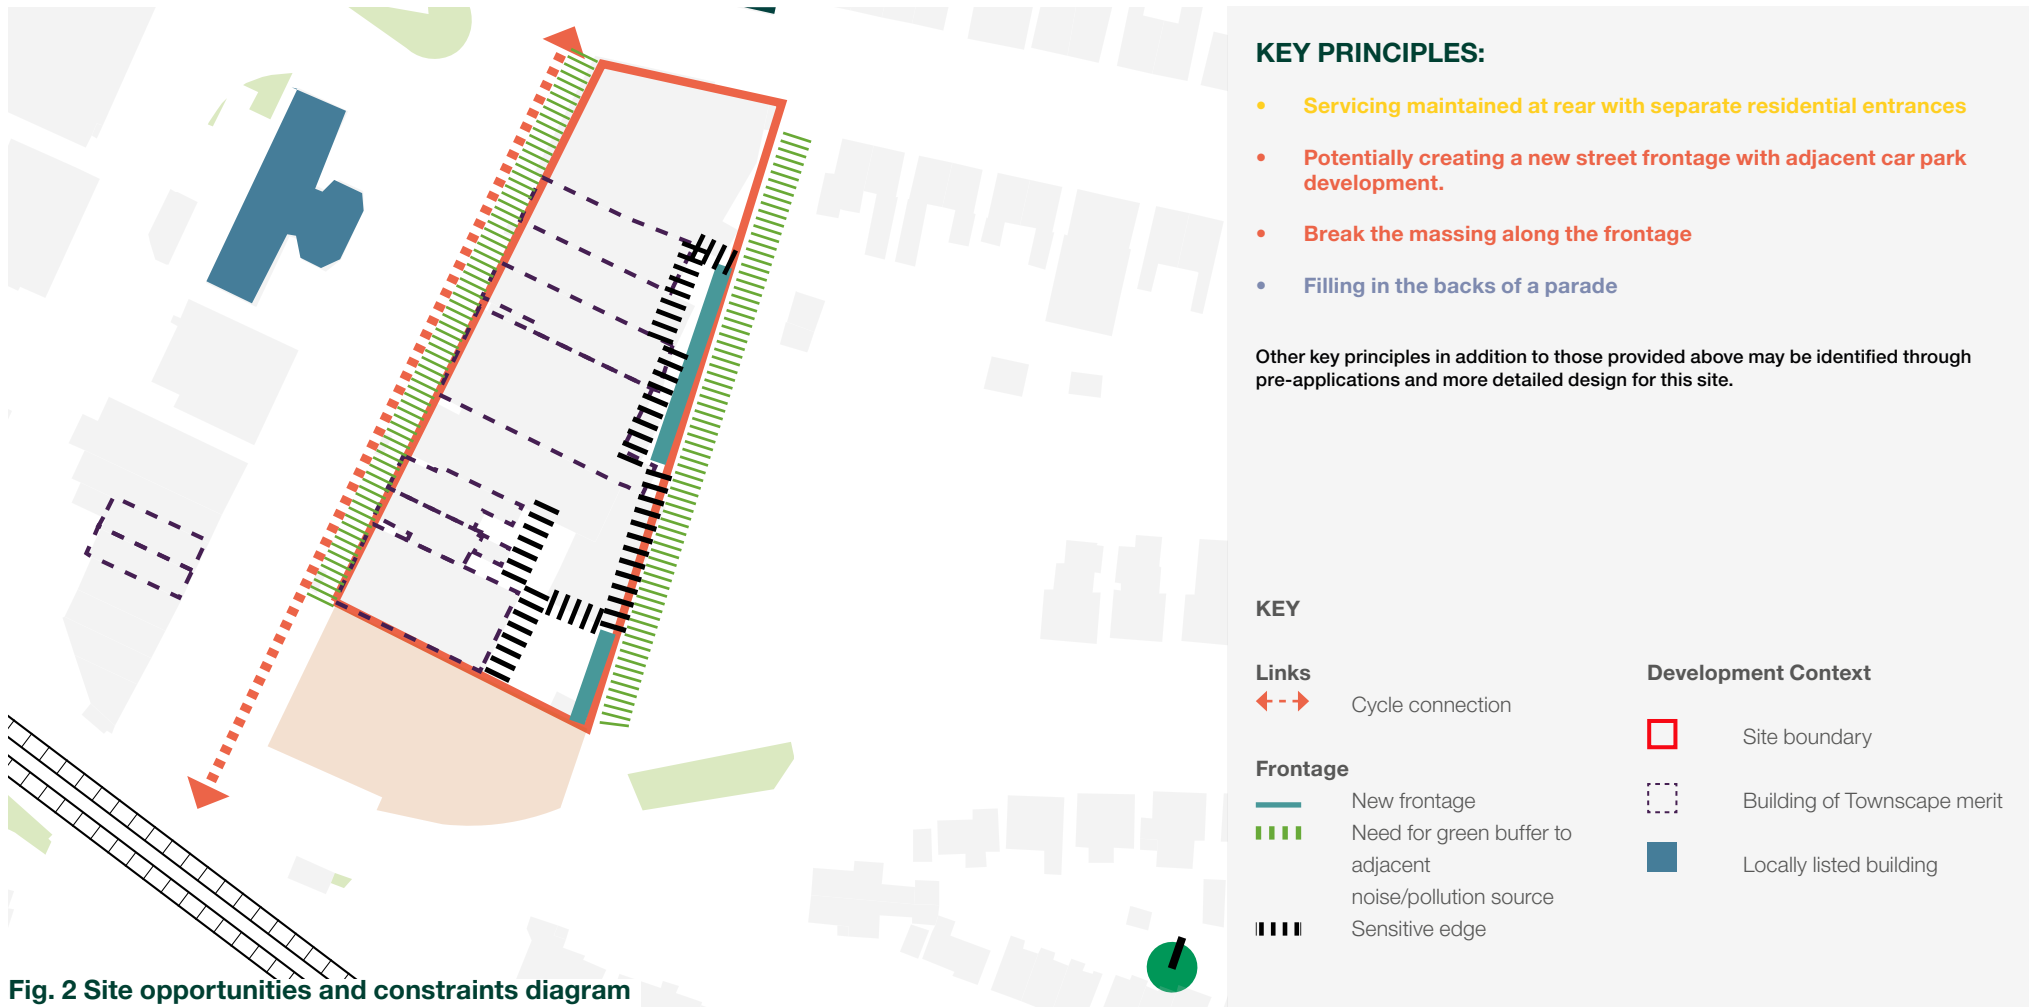 KEY PRINCIPLES:
• Servicing maintained at rear with separate residential entrances
• Potentially creating a new street frontage with adjacent car park
development.
• Break the massing along the frontage
• Filling in the backs of a parade
Other key principles in addition to those provided above may be identified through
pre-applications and more detailed design for this site.
KEY
Links
Cycle connection
Frontage
New frontage
Need for green buffer to
adjacent
noise/pollution source
Sensitive edge
Development Context
Site boundary
Building of Townscape merit
Locally listed building
Fig. 2 Site opportunities and constraints diagram